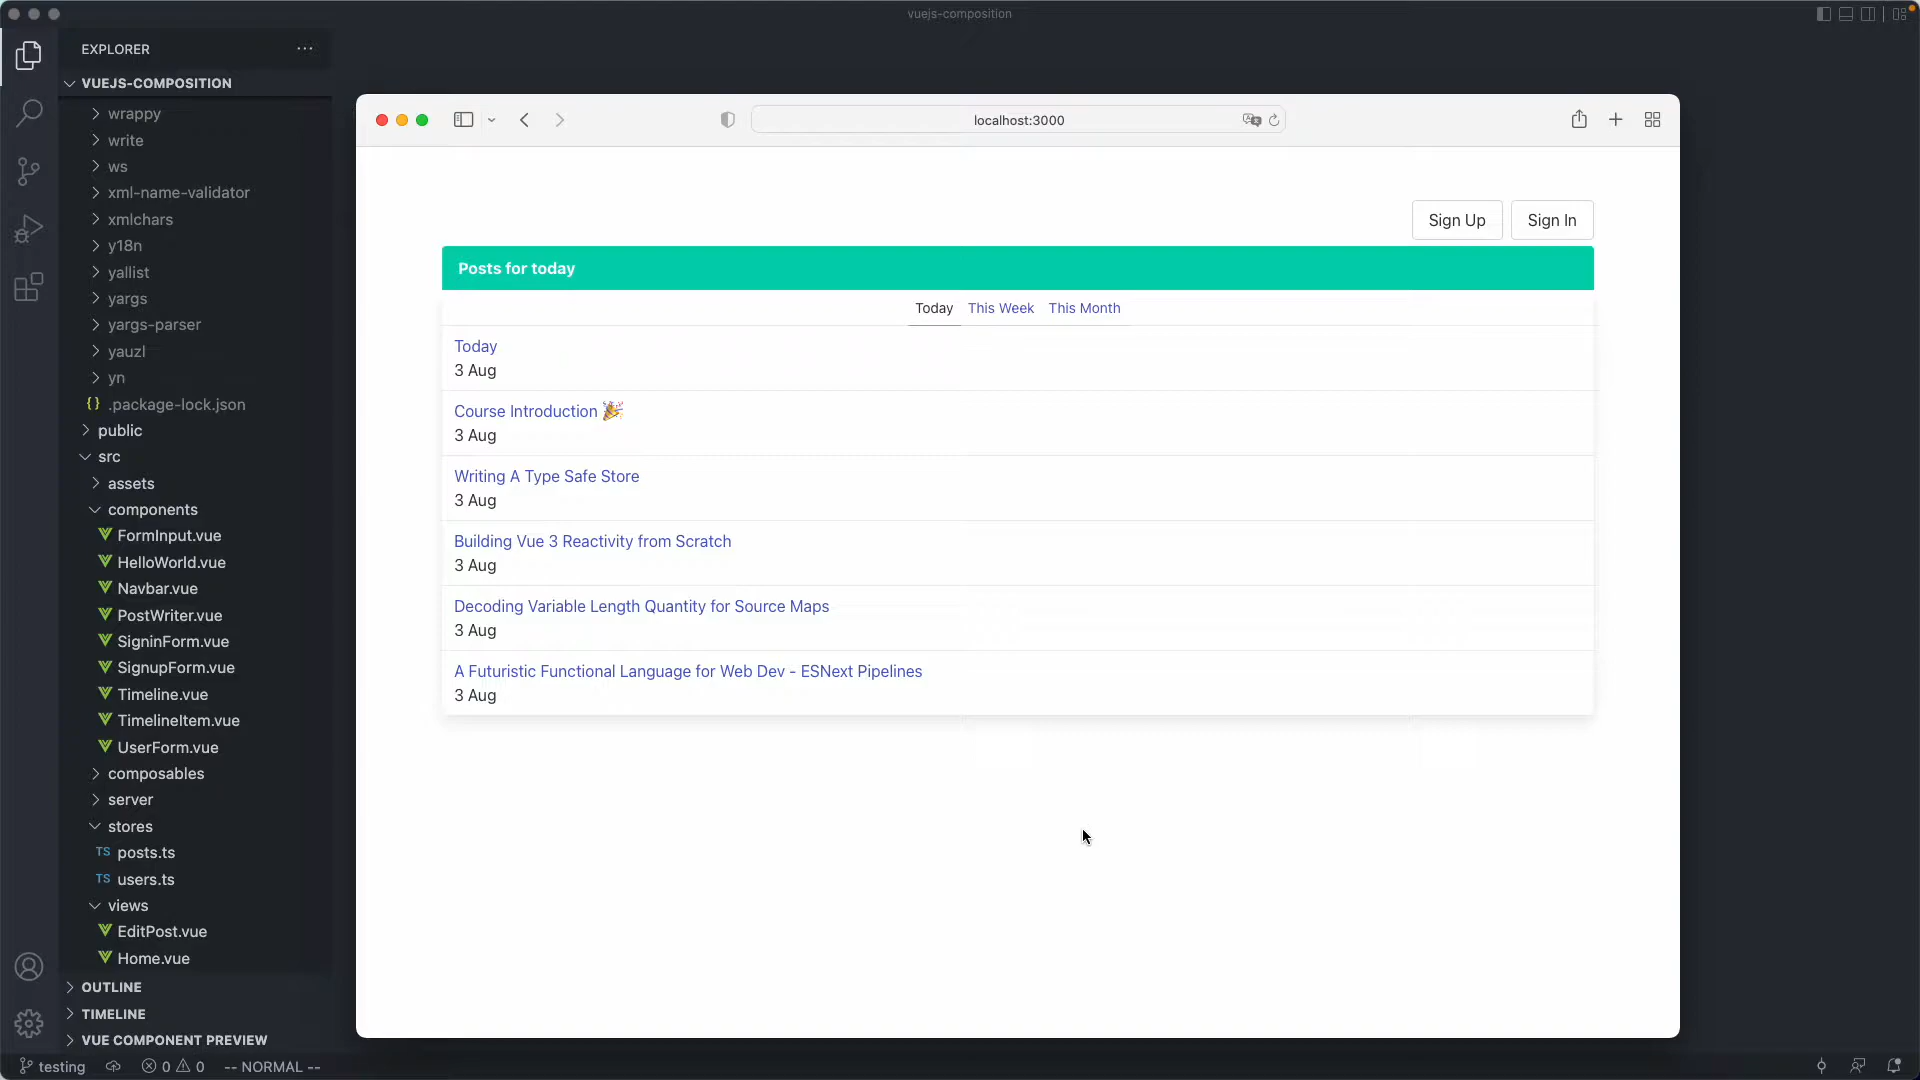 vuejs-composition
EXPLORER
VUEJS-COMPOSITION
wrappy
write
ws
xml-name-validator
xmlchars
y18n
yallist
yargs
yargs-parser
yauzl
yn
{} .package-lock.json
public
src
assets
components
FormInput.vue
HelloWorld.vue
Navbar.vue
PostWriter.vue
SigninForm.vue
SignupForm.vue
Timeline.vue
TimelineItem.vue
UserForm.vue
composables
server
stores
TS posts.ts
TS users.ts
views
EditPost.vue
Home.vue
OUTLINE
TIMELINE
VUE COMPONENT PREVIEW
testing 0 0 -- NORMAL --
localhost:3000
Sign Up Sign In
Posts for today
Today This Week This Month
Today
3 Aug
Course Introduction 🎉
3 Aug
Writing A Type Safe Store
3 Aug
Building Vue 3 Reactivity from Scratch
3 Aug
Decoding Variable Length Quantity for Source Maps
3 Aug
A Futuristic Functional Language for Web Dev - ESNext Pipelines
3 Aug